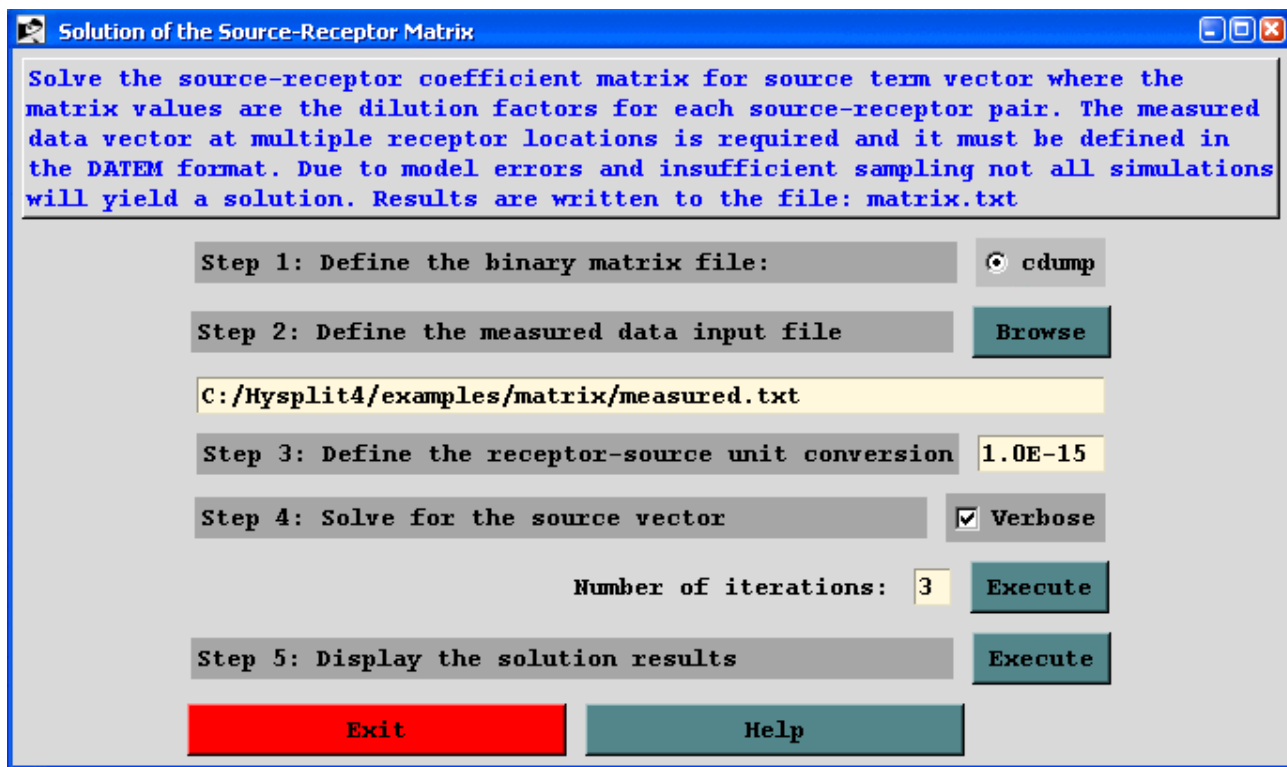 Solution of the Source-Receptor Matrix
Solve the source-receptor coefficient matrix for source term vector where the
matrix values are the dilution factors for each source-receptor pair. The measured
data vector at multiple receptor locations is required and it must be defined in
the DATEM format. Due to model errors and insufficient sampling not all simulations
will yield a solution. Results are written to the file: matrix.txt
Step 1: Define the binary matrix file: cdump
Step 2: Define the measured data input file Browse
C:/Hysplit4/examples/matrix/measured.txt
Step 3: Define the receptor-source unit conversion 1.0E-15
Step 4: Solve for the source vector Verbose
Number of iterations: 3 Execute
Step 5: Display the solution results Execute
Exit Help